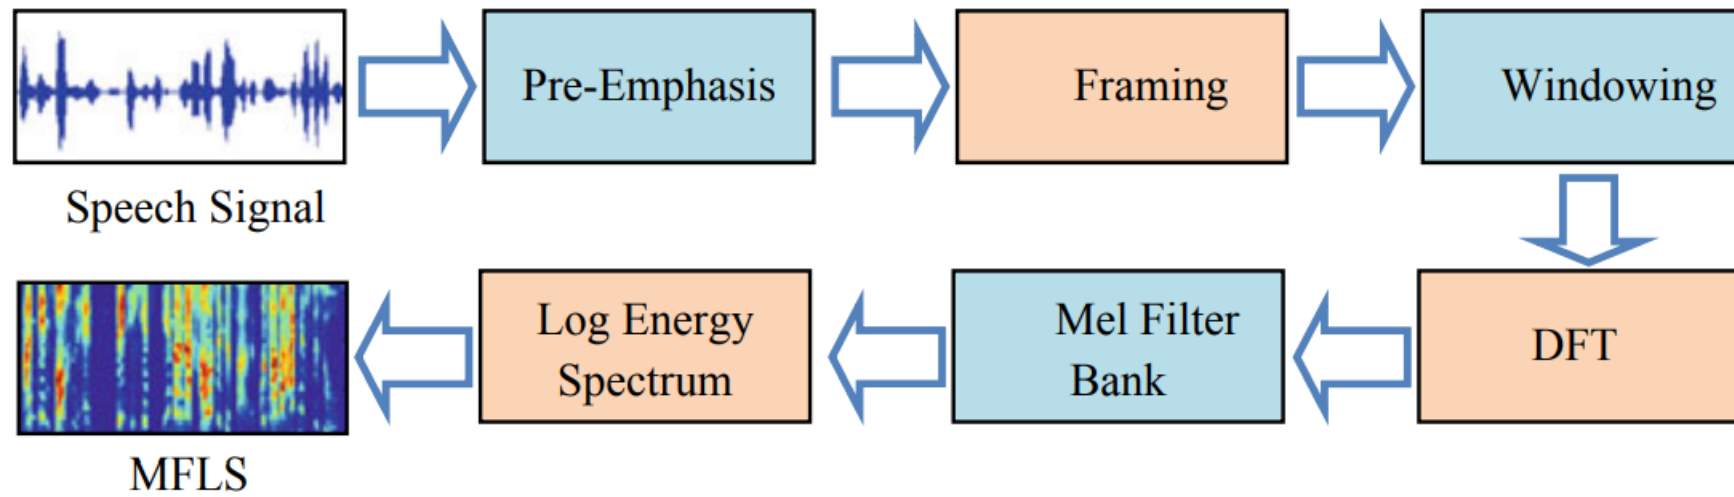 Pre-Emphasis
Framing
Windowing
Speech Signal
Log Energy
Spectrum
Mel Filter
Bank
DFT
MFLS